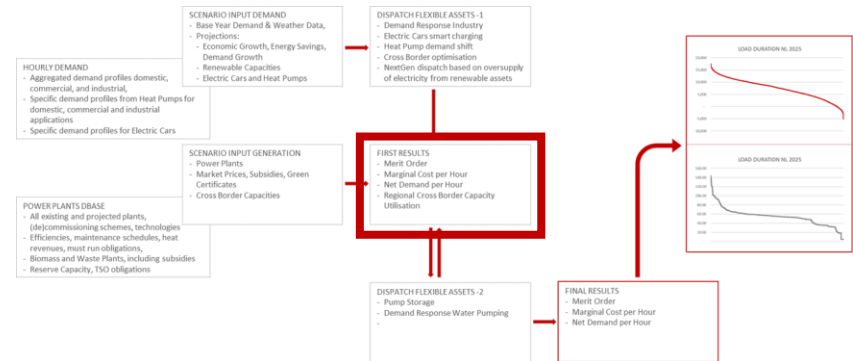 SCENARIO INPUT DEMAND
- Base Year Demand & Weather Data,
- Projections:
- Economic Growth, Energy Savings,
Demand Growth
- Renewable Capacities
- Electric Cars and Heat Pumps
DISPATCH FLEXIBLE ASSETS -1
- Demand Response Industry
- Electric Cars smart charging
- Heat Pump demand shift
- Cross Border optimisation
- NextGen dispatch based on oversupply
of electricity from renewable assets
HOURLY DEMAND
- Aggregated demand profiles domestic,
commercial, and industrial,
- Specific demand profiles from Heat Pumps for
domestic, commercial and industrial
applications
- Specific demand profiles for Electric Cars
SCENARIO INPUT GENERATION
- Power Plants
- Market Prices, Subsidies, Green
Certificates
- Cross Border Capacities
FIRST RESULTS
- Merit Order
- Marginal Cost per Hour
- Net Demand per Hour
- Regional Cross Border Capacity
Utilisation
POWER PLANTS DBASE
- All existing and projected plants,
(de)commissioning schemes, technologies
- Efficiencies, maintenance schedules, heat
revenues, must run obligations,
- Biomass and Waste Plants, including subsidies
- Reserve Capacity, TSO obligations
DISPATCH FLEXIBLE ASSETS -2
- Pump Storage
- Demand Response Water Pumping
-
FINAL RESULTS
- Merit Order
- Marginal Cost per Hour
- Net Demand per Hour
LOAD DURATION NL 2025
LOAD DURATION NL 2025